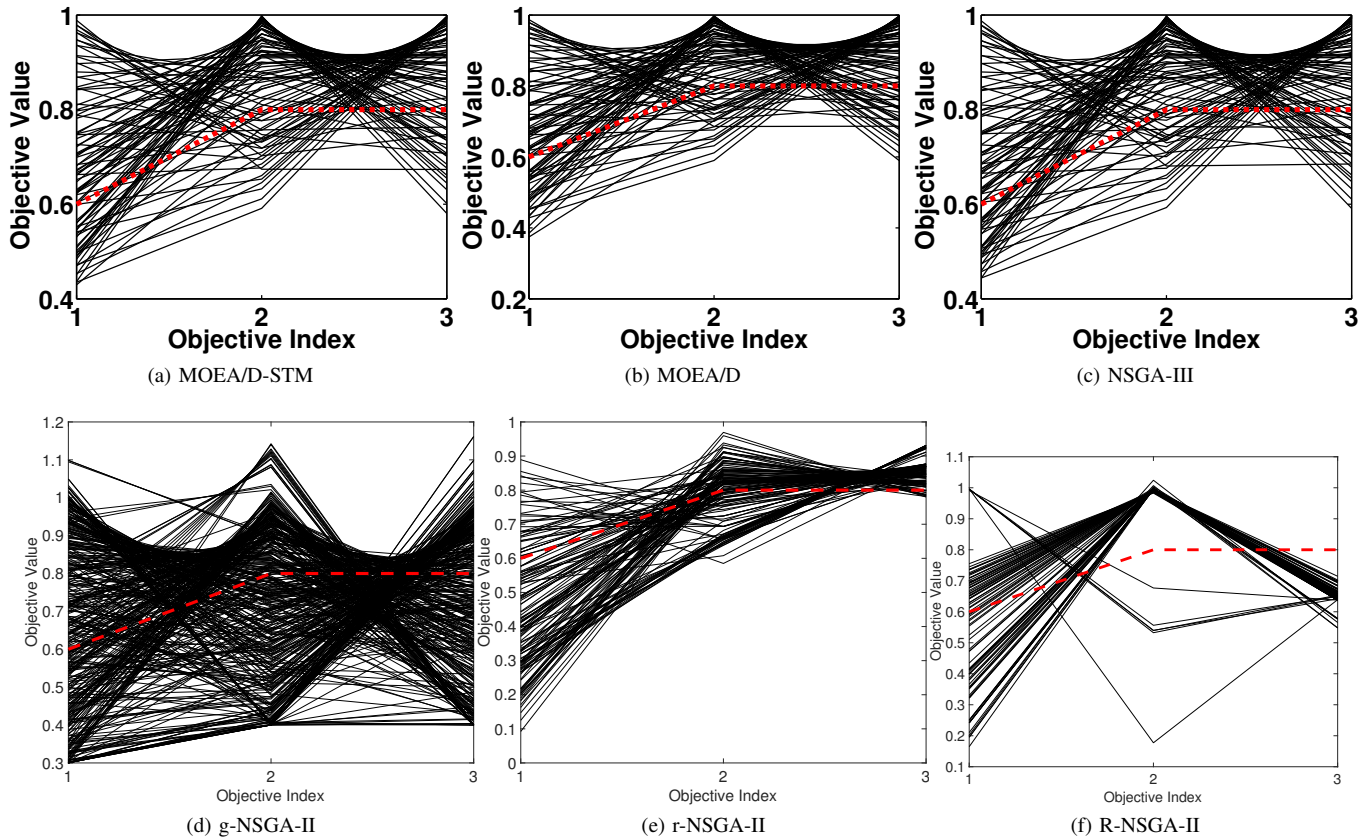 1
0.8
0.6
0.4
Objective Value
1 2 3
Objective Index
(a) MOEA/D-STM
1
0.8
0.6
0.4
0.2
Objective Value
1 2 3
Objective Index
(b) MOEA/D
1
0.8
0.6
0.4
Objective Value
1 2 3
Objective Index
(c) NSGA-III
1.2
1.1
1
0.9
0.8
0.7
0.6
0.5
0.4
0.3
Objective Value
1 2 3
Objective Index
(d) g-NSGA-II
1
0.9
0.8
0.7
0.6
0.5
0.4
0.3
0.2
0.1
0
Objective Value
1 2 3
Objective Index
(e) r-NSGA-II
1.1
1
0.9
0.8
0.7
0.6
0.5
0.4
0.3
0.2
0.1
Objective Value
1 2 3
Objective Index
(f) R-NSGA-II